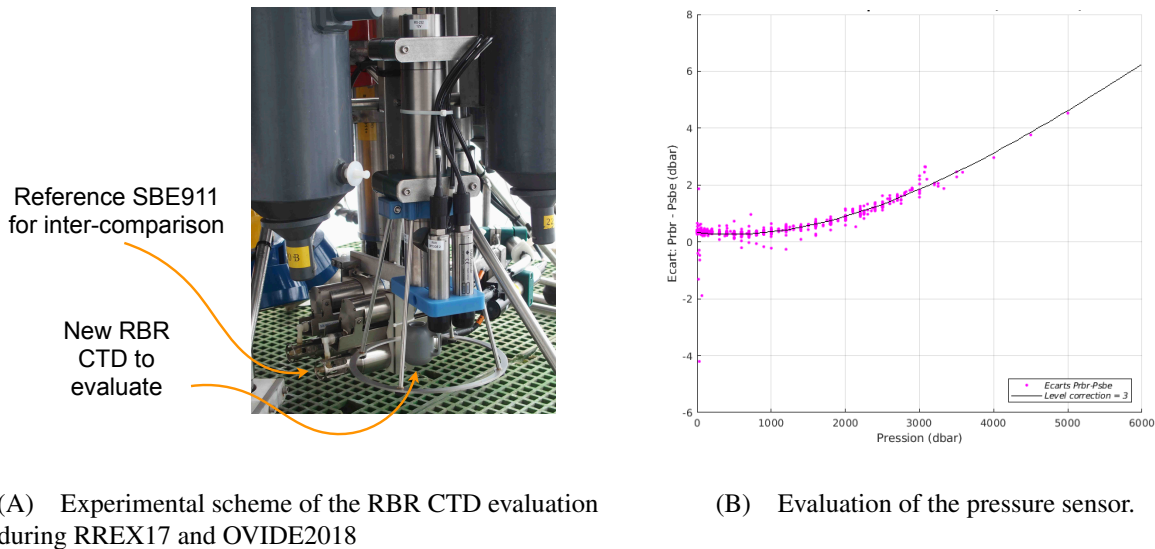 Reference SBE911
for inter-comparison
New RBR
CTD to
evaluate
8
6
4
2
0
-2
-4
-6
Ecart: Prbr - Psbe (dbar)
0
1000
2000
3000
4000
5000
6000
Pression (dbar)
Ecarts Prbr-Psbe
Level correction = 3
(A) Experimental scheme of the RBR CTD evaluation
during RREX17 and OVIDE2018
(B) Evaluation of the pressure sensor.